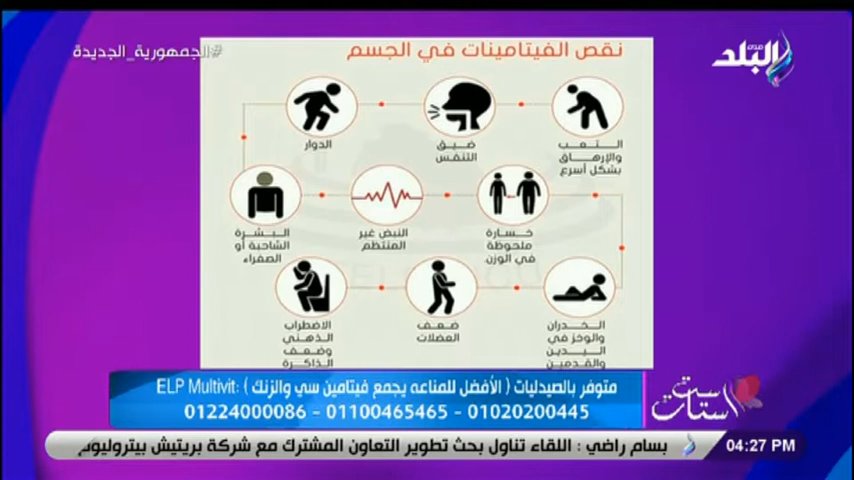 #الجمهورية_الجديدة
صدى
البلد
نقص الفيتامينات في الجسم
التعب
والإرهاق
بشكل أسرع
ضيق
التنفس
الدوار
خسارة
ملحوظة
في الوزن
النبض غير
المنتظم
البشرة
الشاحبة أو
الصفراء
الخدران
والوخز في
اليدين
والقدمين
ضعف
العضلات
الاضطراب
الذهني
وضعف
الذاكرة
متوفر بالصيدليات ( الأفضل للمناعه يجمع فيتامين سي والزنك ) :ELP Multivit
01224000086 - 01100465465 - 01020200445
ست
الستات
بسام راضي : اللقاء تناول بحث تطوير التعاون المشترك مع شركة بريتيش بيتروليوم
04:27 PM